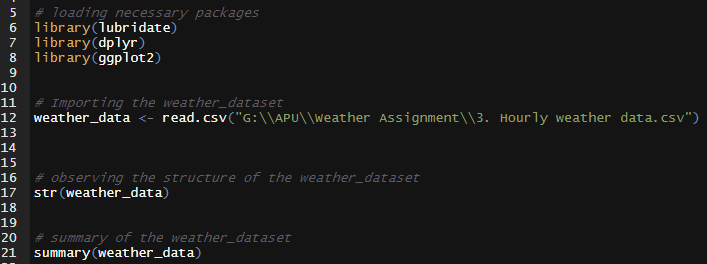 5 # loading necessary packages
6 library(lubridate)
7 library(dplyr)
8 library(ggplot2)
9
10
11 # Importing the weather_dataset
12 weather_data <- read.csv("G:\\APU\\Weather Assignment\\3. Hourly weather data.csv")
13
14
15
16 # observing the structure of the weather_dataset
17 str(weather_data)
18
19
20 # summary of the weather_dataset
21 summary(weather_data)